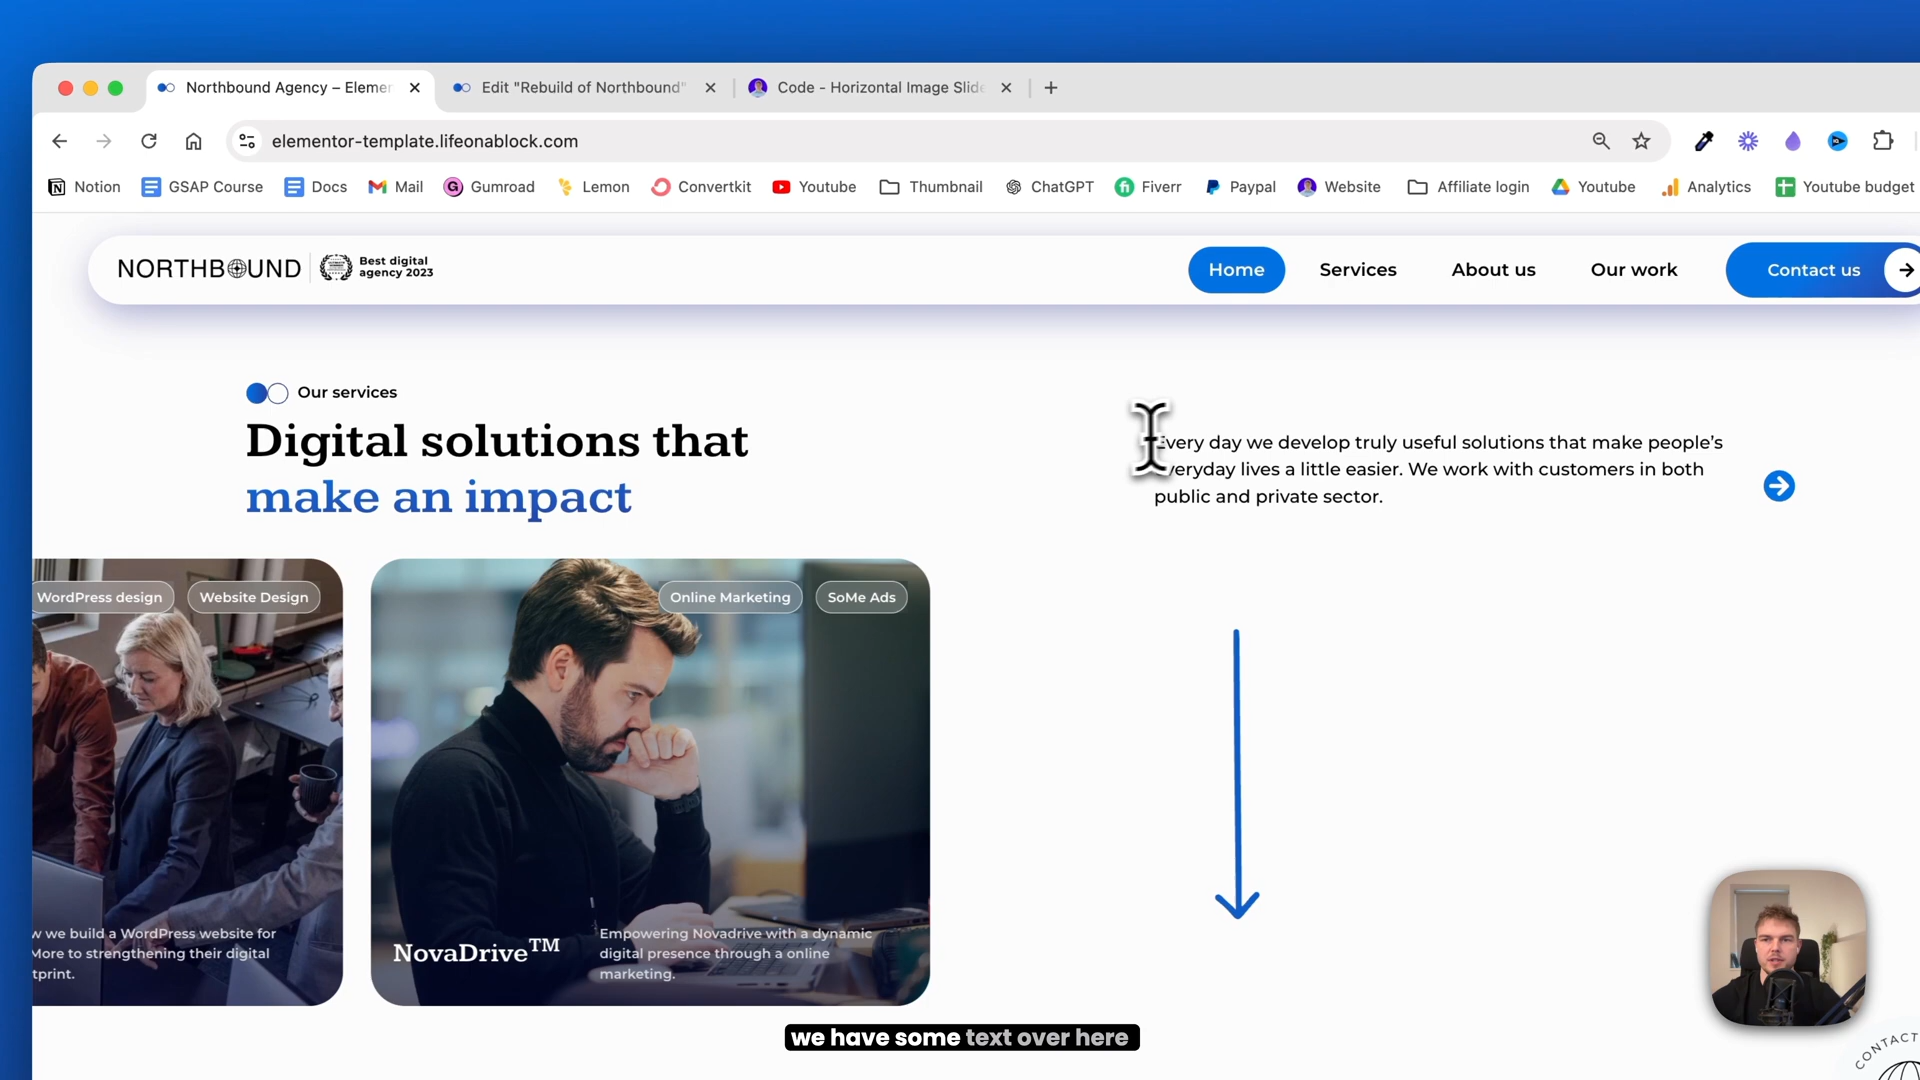 Northbound Agency – Elemen
Edit "Rebuild of Northbound"
Code - Horizontal Image Slide
elementor-template.lifeonablock.com
Notion
GSAP Course
Docs
Mail
Gumroad
Lemon
Convertkit
Youtube
Thumbnail
ChatGPT
Fiverr
Paypal
Website
Affiliate login
Youtube
Analytics
Youtube budget
NORTHBOUND
Best digital
agency 2023
Home
Services
About us
Our work
Contact us
Our services
Digital solutions that
make an impact
Every day we develop truly useful solutions that make people’s
everyday lives a little easier. We work with customers in both
public and private sector.
WordPress design
Website Design
Online Marketing
SoMe Ads
w we build a WordPress website for
More to strengthening their digital
tprint.
NovaDrive™
Empowering Novadrive with a dynamic
digital presence through a online
marketing.
we have some text over here
CONTACT